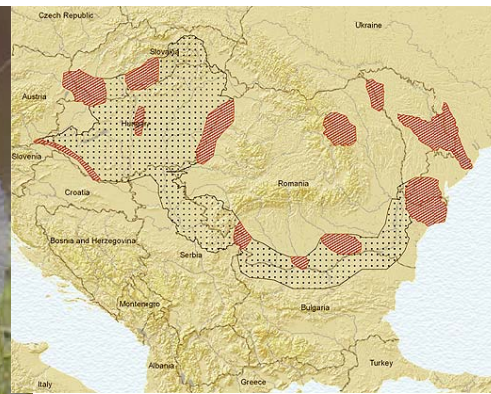 Czech Republic
Ukraine
Slovakia
Austria
Hungary
Slovenia
Romania
Croatia
Bosnia and Herzegovina
Serbia
Montenegro
Bulgaria
Albania
Turkey
Italy
Greece